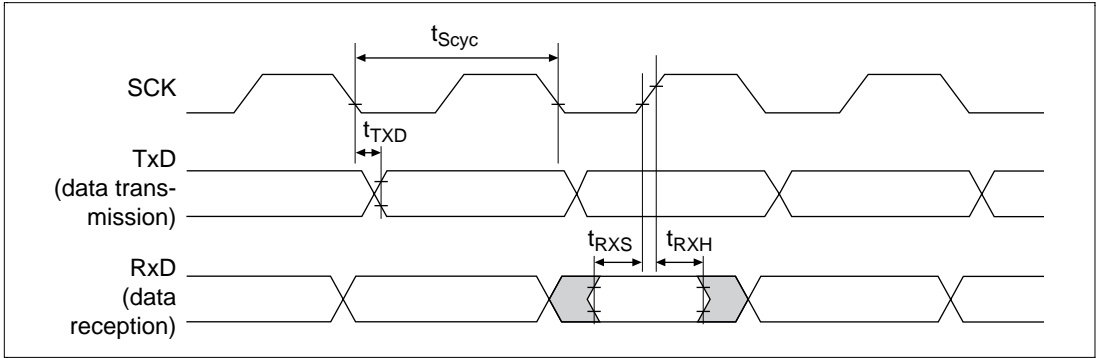 tScyc
SCK
tTXD
TxD
(data trans-
mission)
tRXS
tRXH
RxD
(data
reception)